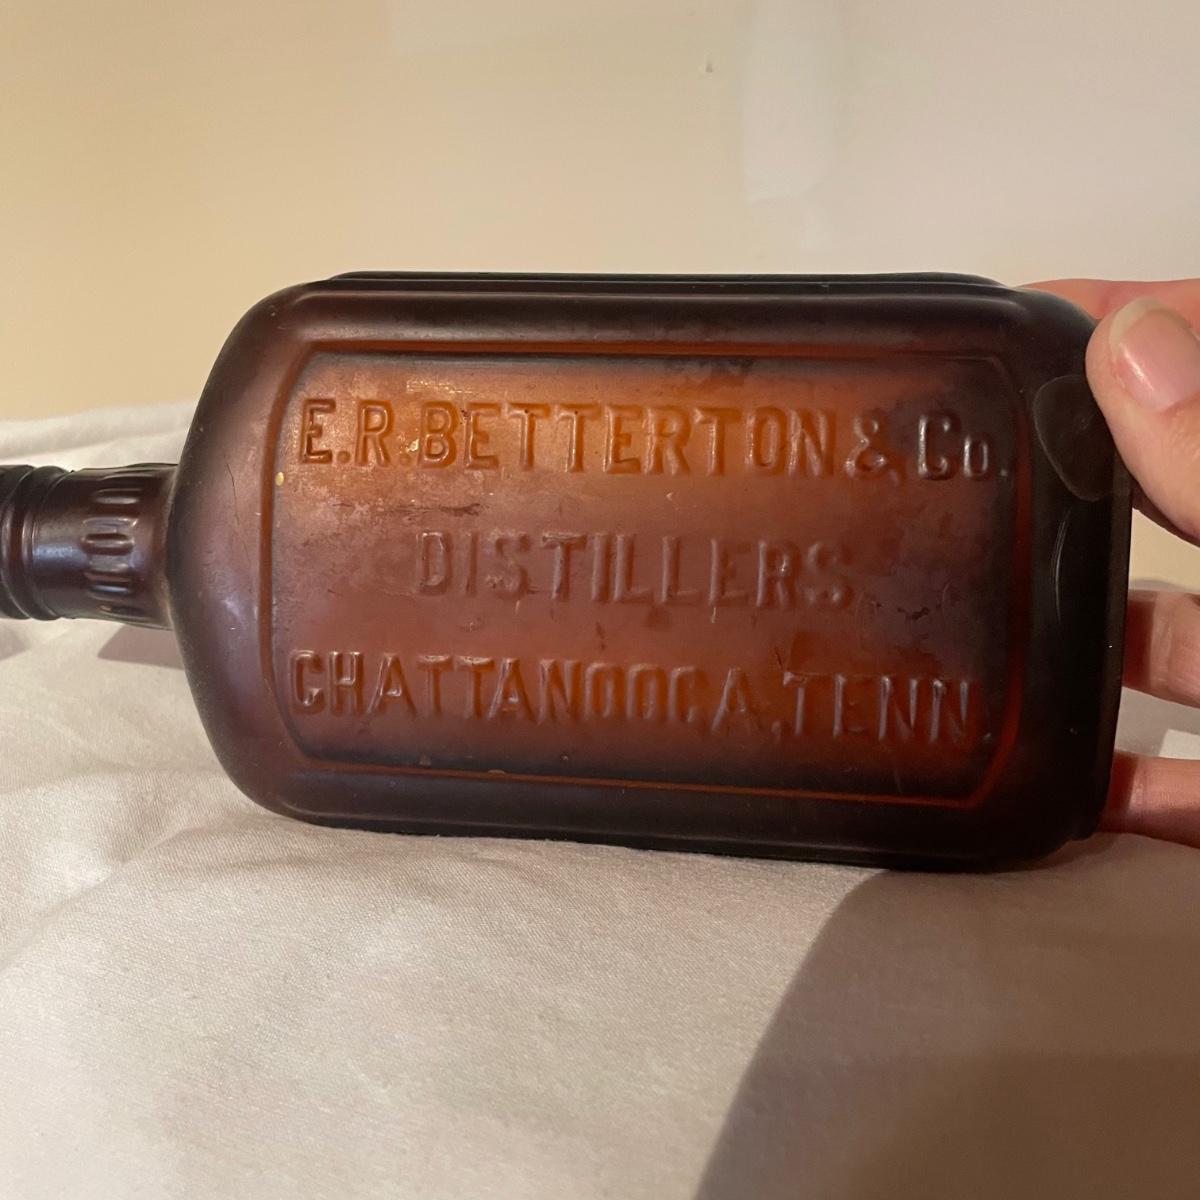 E.R.BETTERTON & Co.
DISTILLERS
CHATTANOOGA,TENN.